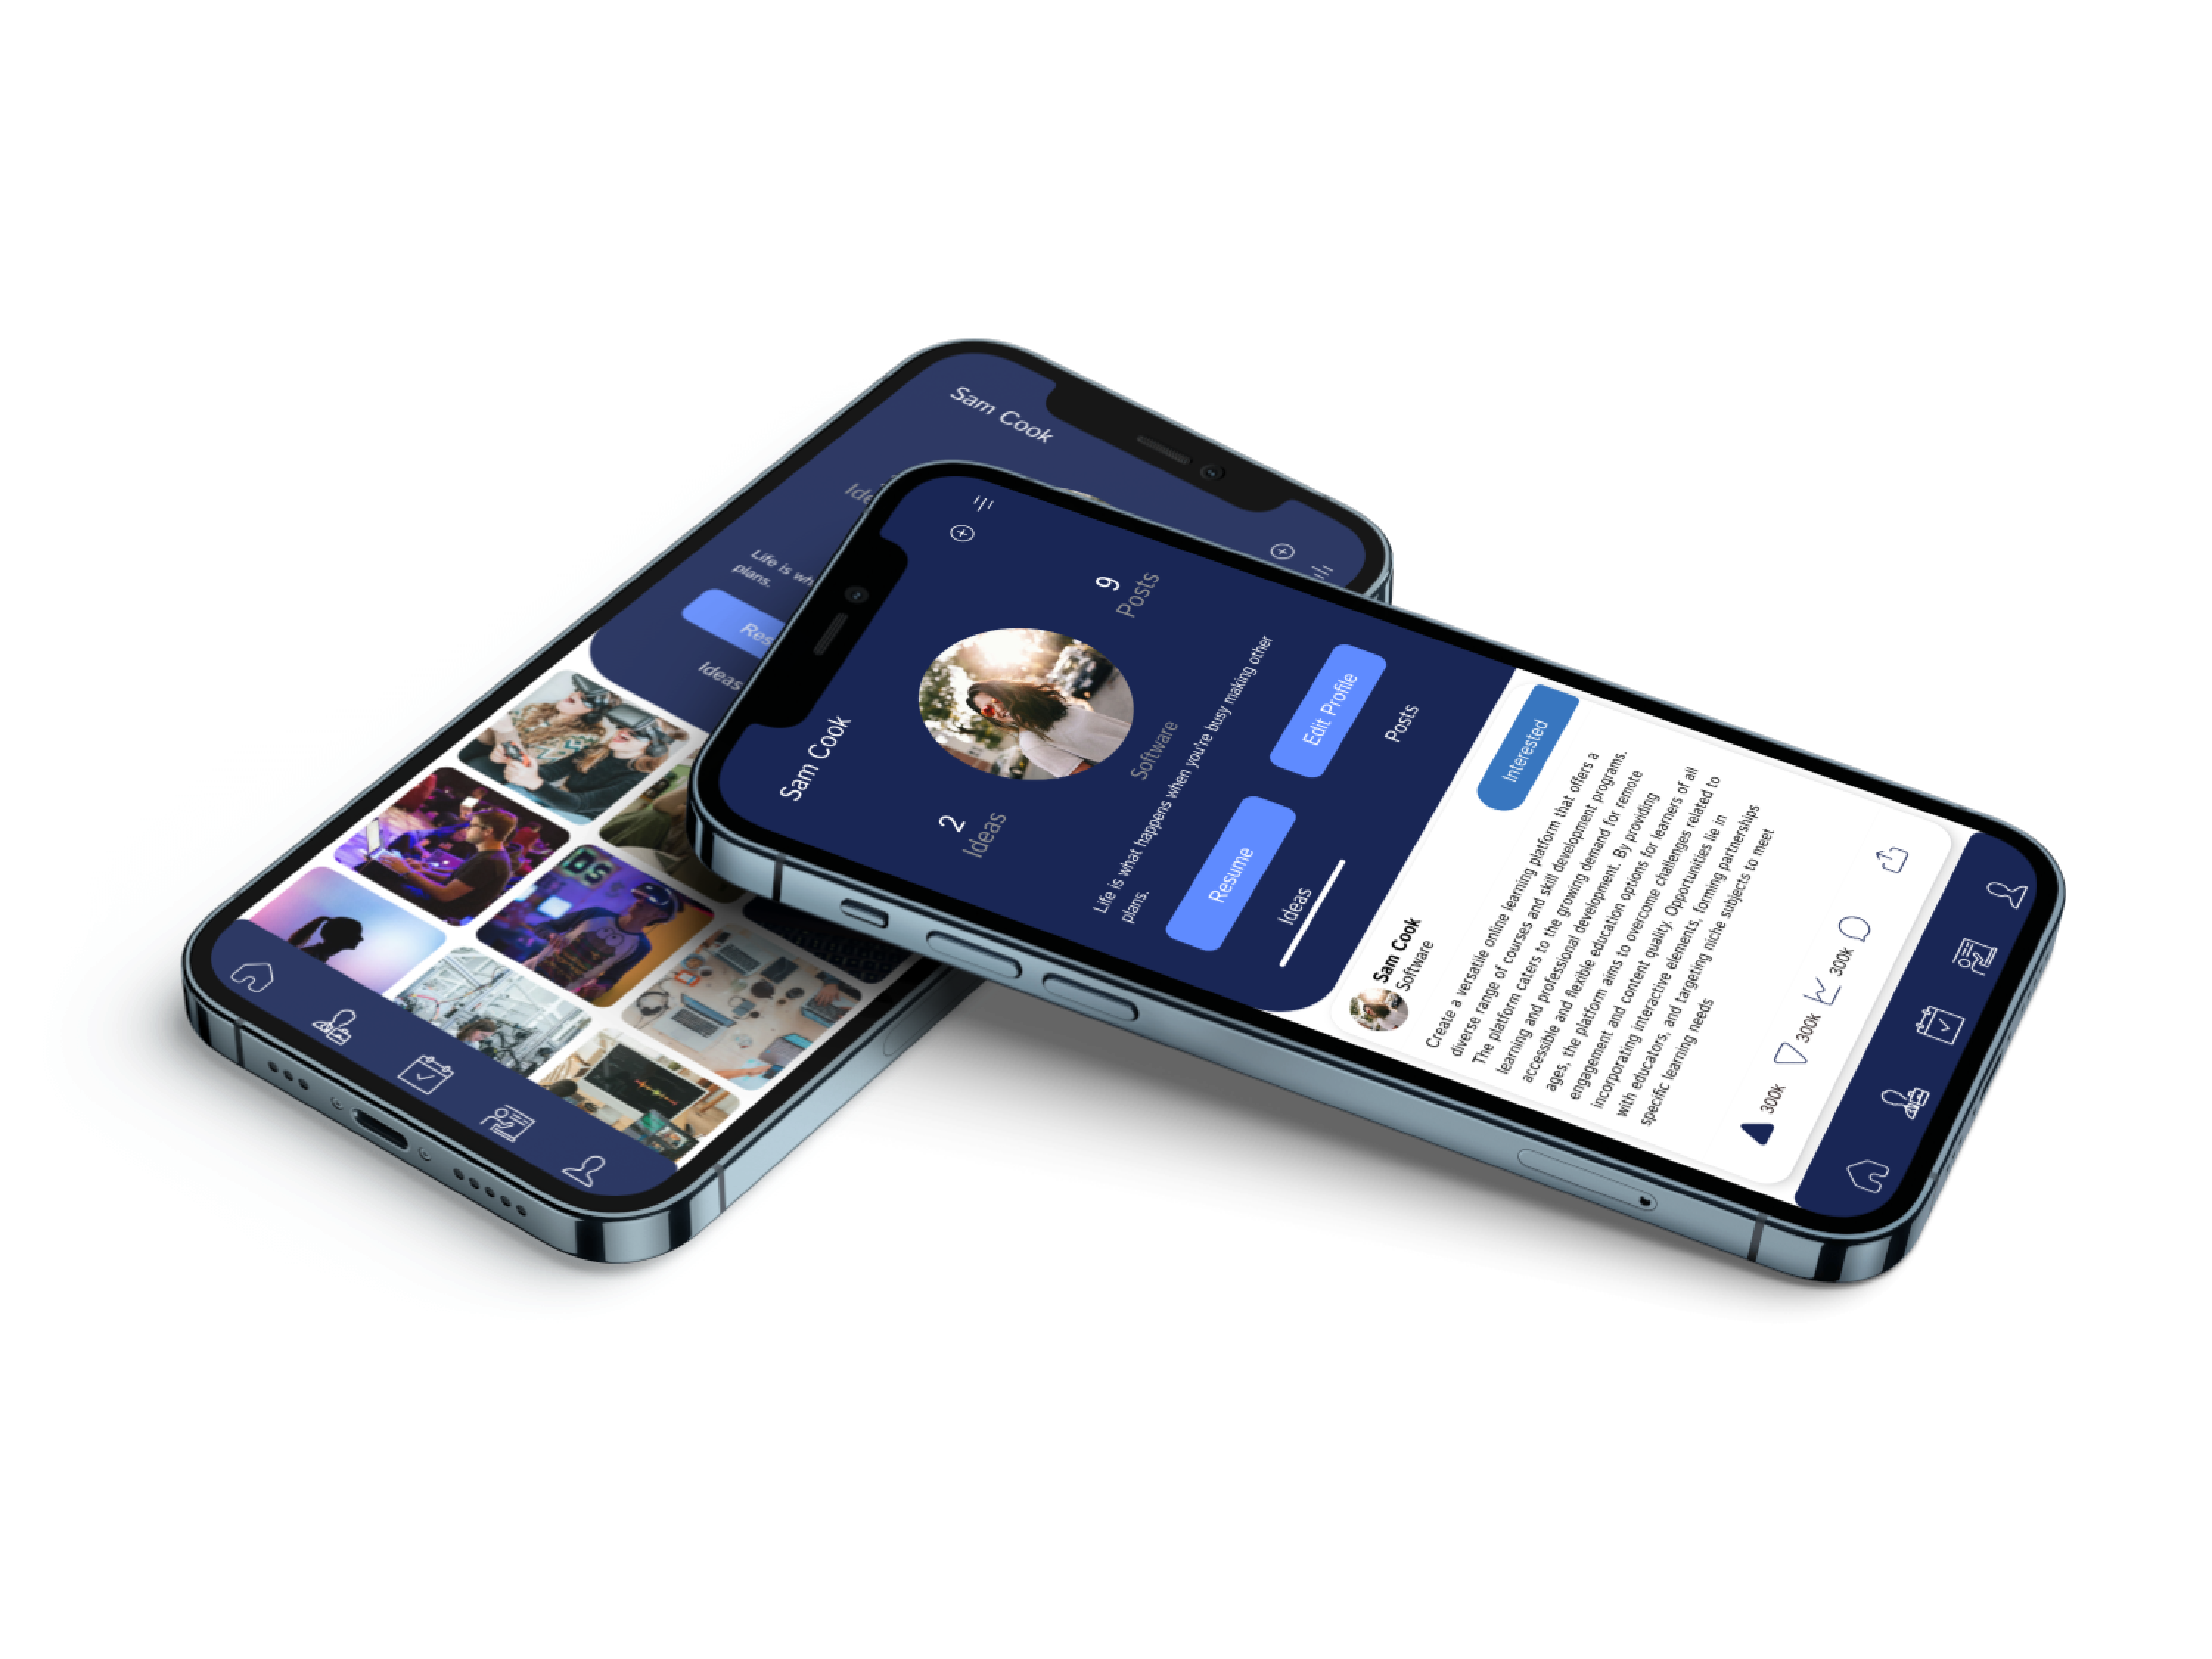 Sam Cook
Life is
plans.
Ideas
Sam Cook
2
Ideas
9
Posts
Software
Life is what happens when you're busy making other
plans.
Resume
Edit Profile
Ideas
Posts
Sam Cook
Software
Interested
Create a versatile online learning platform that offers a
diverse range of courses and skill development programs.
The platform caters to the growing demand for remote
learning and professional development. By providing
accessible and flexible education options for learners of all
ages, the platform aims to overcome challenges related to
engagement and content quality. Opportunities lie in
incorporating interactive elements, forming partnerships
with educators, and targeting niche subjects to meet
specific learning needs
300k
300k
300k